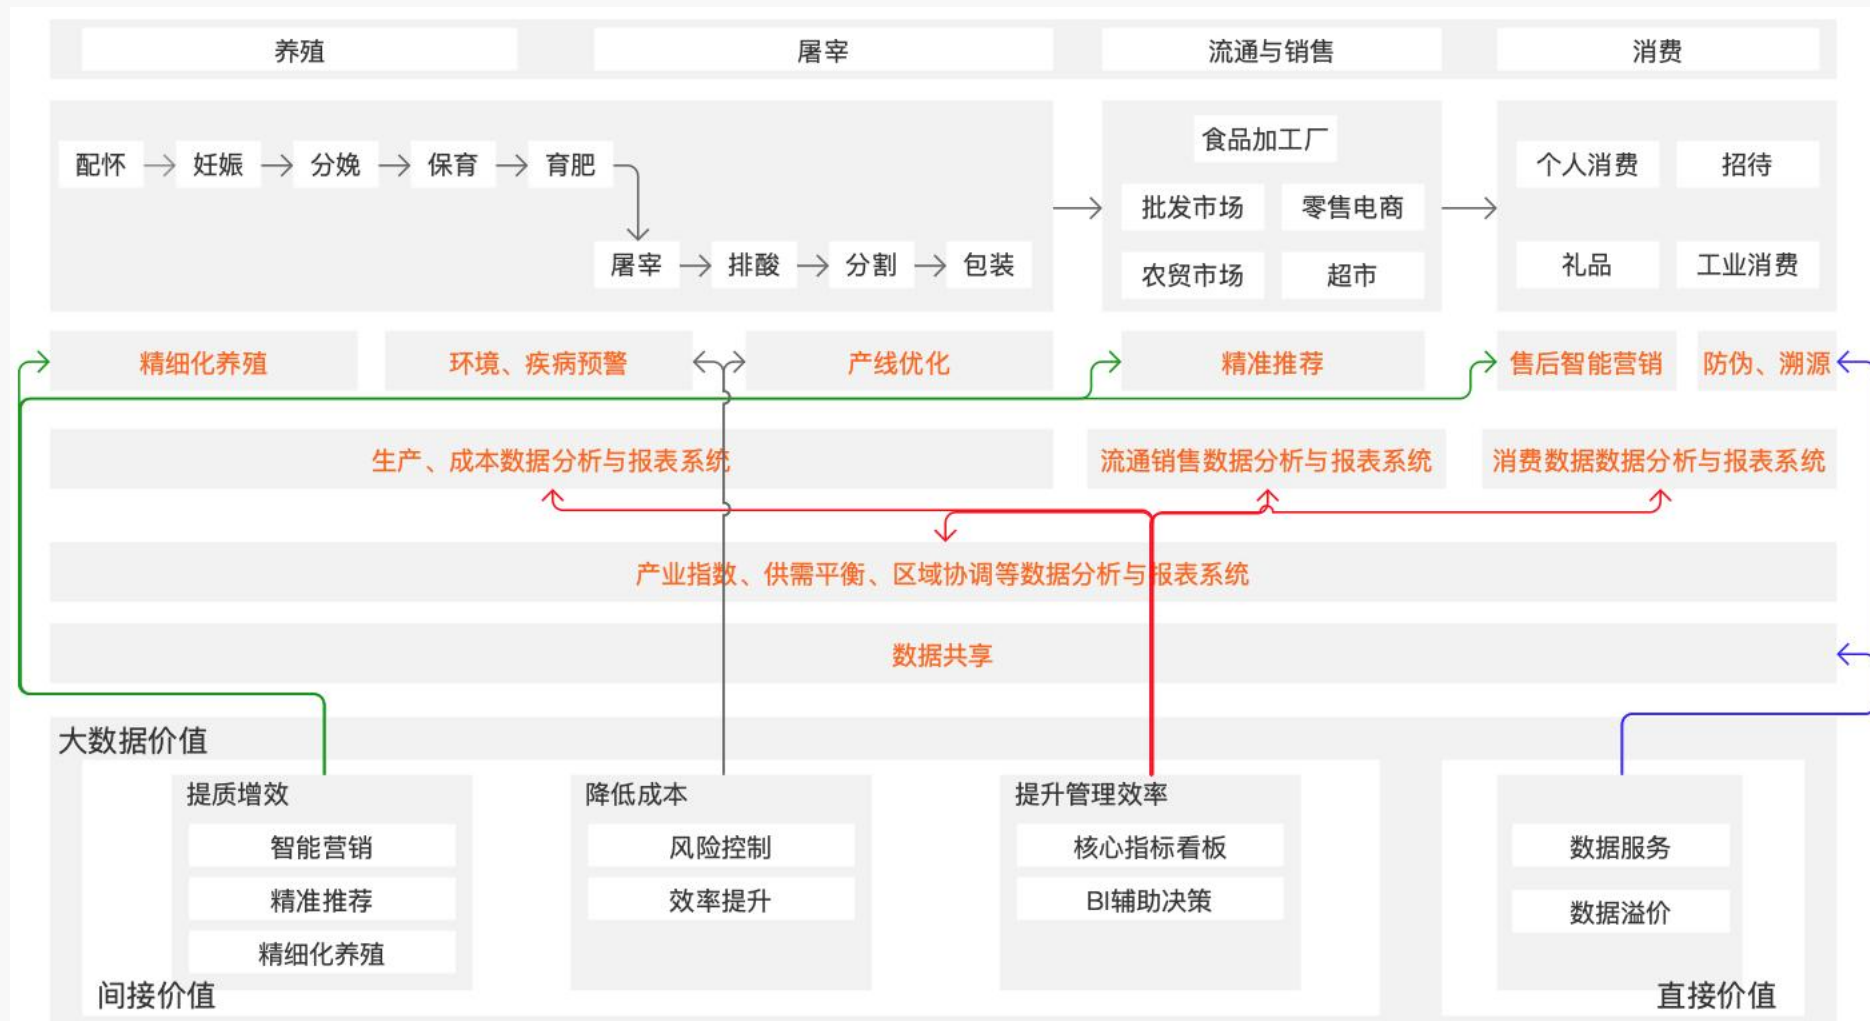 养殖
屠宰
流通与销售
消费
配怀
妊娠
分娩
保育
育肥
屠宰
排酸
分割
包装
食品加工厂
批发市场
零售电商
农贸市场
超市
个人消费
招待
礼品
工业消费
精细化养殖
环境、疾病预警
产线优化
精准推荐
售后智能营销
防伪、溯源
生产、成本数据分析与报表系统
流通销售数据分析与报表系统
消费数据数据分析与报表系统
产业指数、供需平衡、区域协调等数据分析与报表系统
数据共享
大数据价值
提质增效
智能营销
精准推荐
精细化养殖
间接价值
降低成本
风险控制
效率提升
提升管理效率
核心指标看板
BI辅助决策
数据服务
数据溢价
直接价值